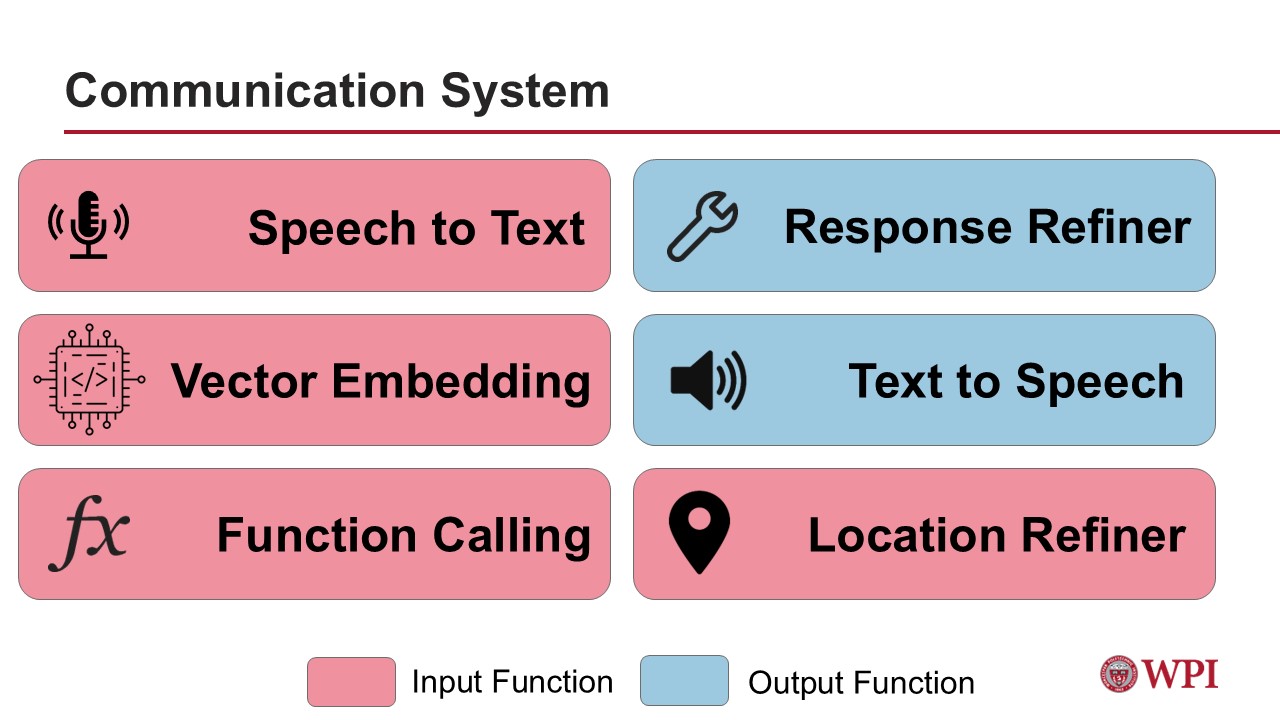 Communication System
Speech to Text
Response Refiner
</>
Vector Embedding
Text to Speech
fx
Function Calling
Location Refiner
Input Function
Output Function
WPI